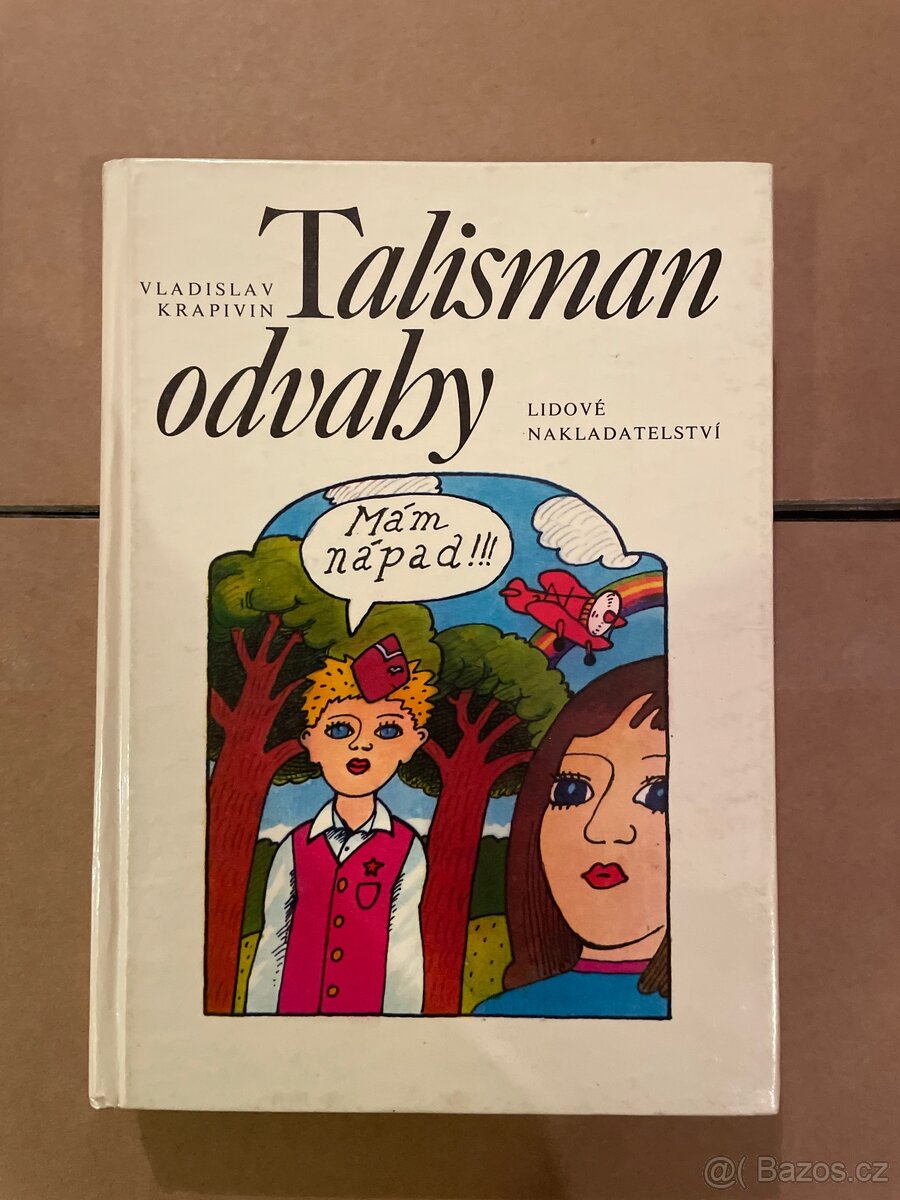 VLADISLAV
KRAPIVIN
Talisman
odvahy
LIDOVÉ
NAKLADATELSTVÍ
Mám
nápad!!!
@( Bazos.cz